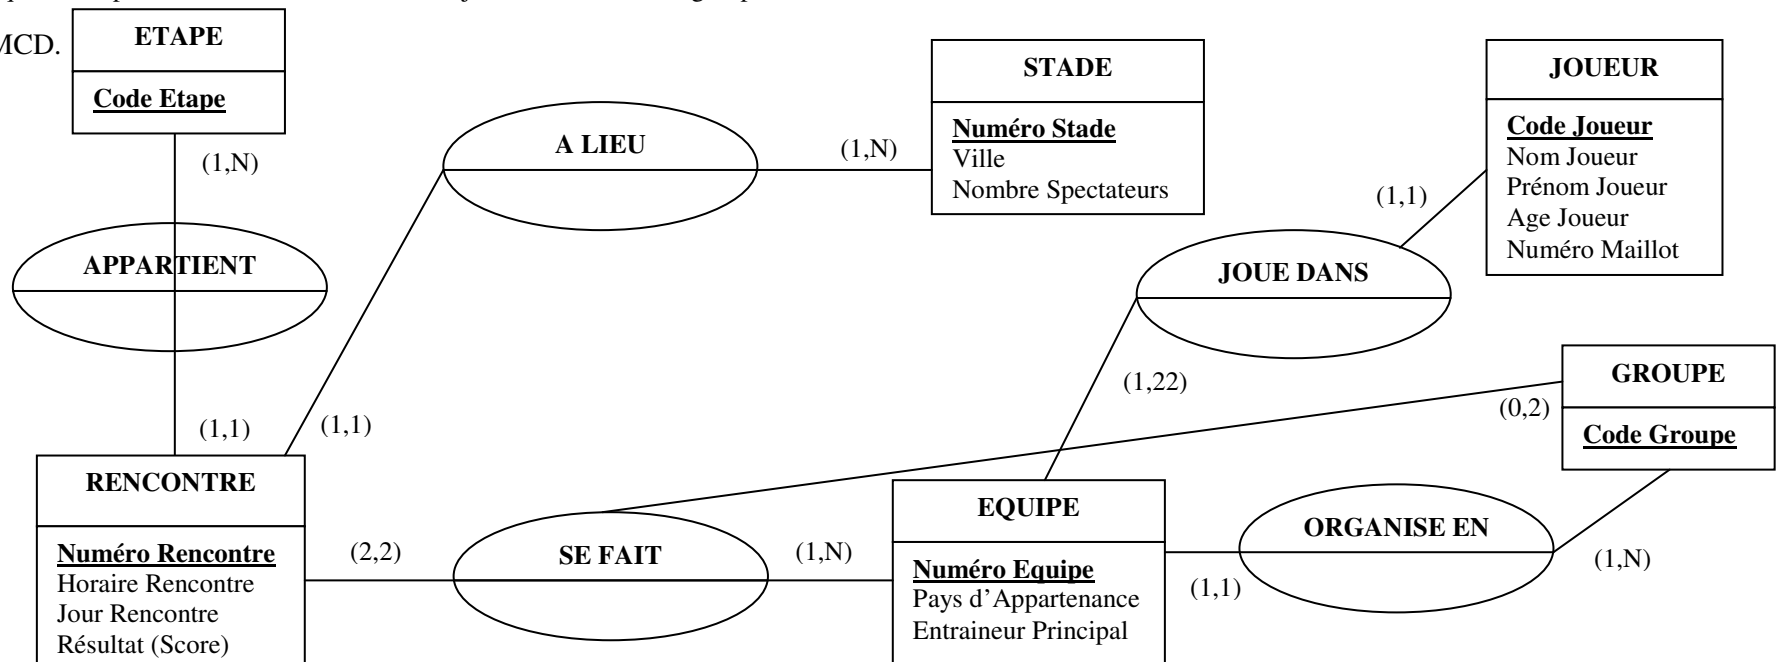 MCD.
ETAPE
Code Etape
(1,N)
APPARTIENT
(1,1)
A LIEU
(1,N)
(1,1)
STADE
Numéro Stade
Ville
Nombre Spectateurs
JOUEUR
Code Joueur
Nom Joueur
Prénom Joueur
Age Joueur
Numéro Maillot
(1,1)
JOUE DANS
(1,22)
GROUPE
Code Groupe
(0,2)
RENCONTRE
Numéro Rencontre
Horaire Rencontre
Jour Rencontre
Résultat (Score)
(2,2)
SE FAIT
(1,N)
EQUIPE
Numéro Equipe
Pays d’Appartenance
Entraineur Principal
(1,1)
ORGANISE EN
(1,N)